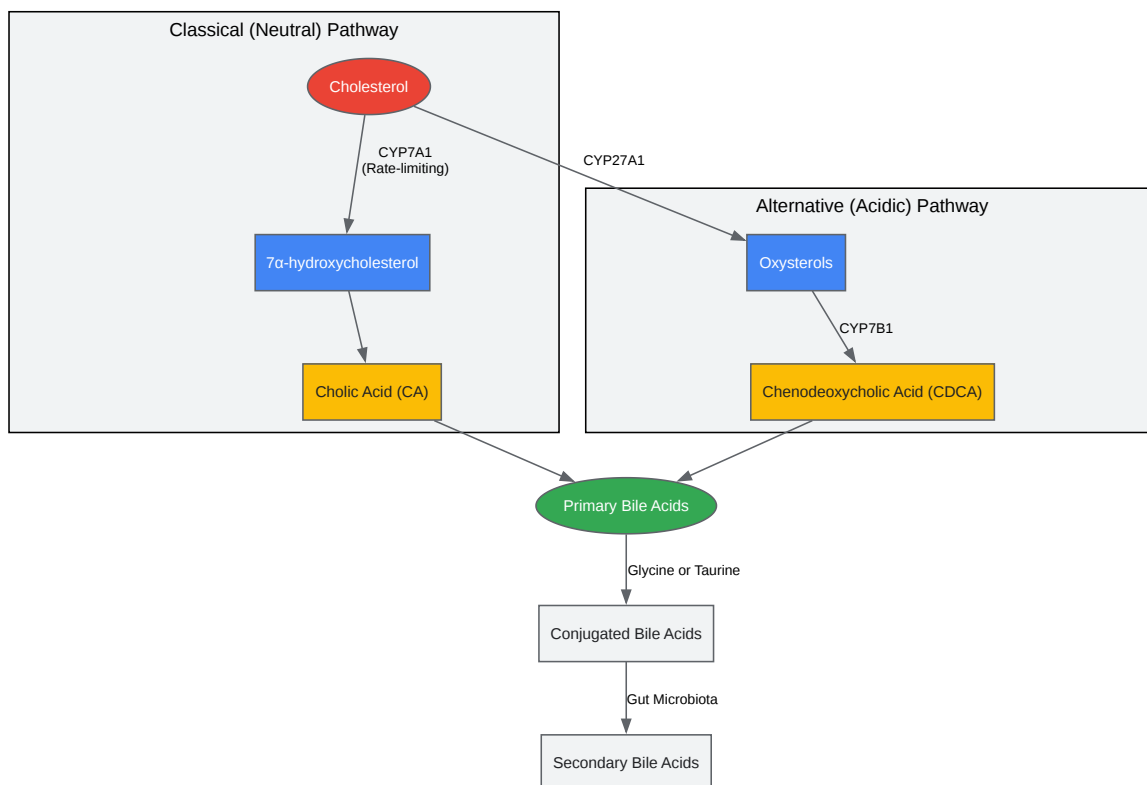 Classical (Neutral) Pathway
Cholesterol
CYP7A1
(Rate-limiting)
CYP27A1
Alternative (Acidic) Pathway
7α-hydroxycholesterol
Oxysterols
CYP7B1
Cholic Acid (CA)
Chenodeoxycholic Acid (CDCA)
Primary Bile Acids
Glycine or Taurine
Conjugated Bile Acids
Gut Microbiota
Secondary Bile Acids